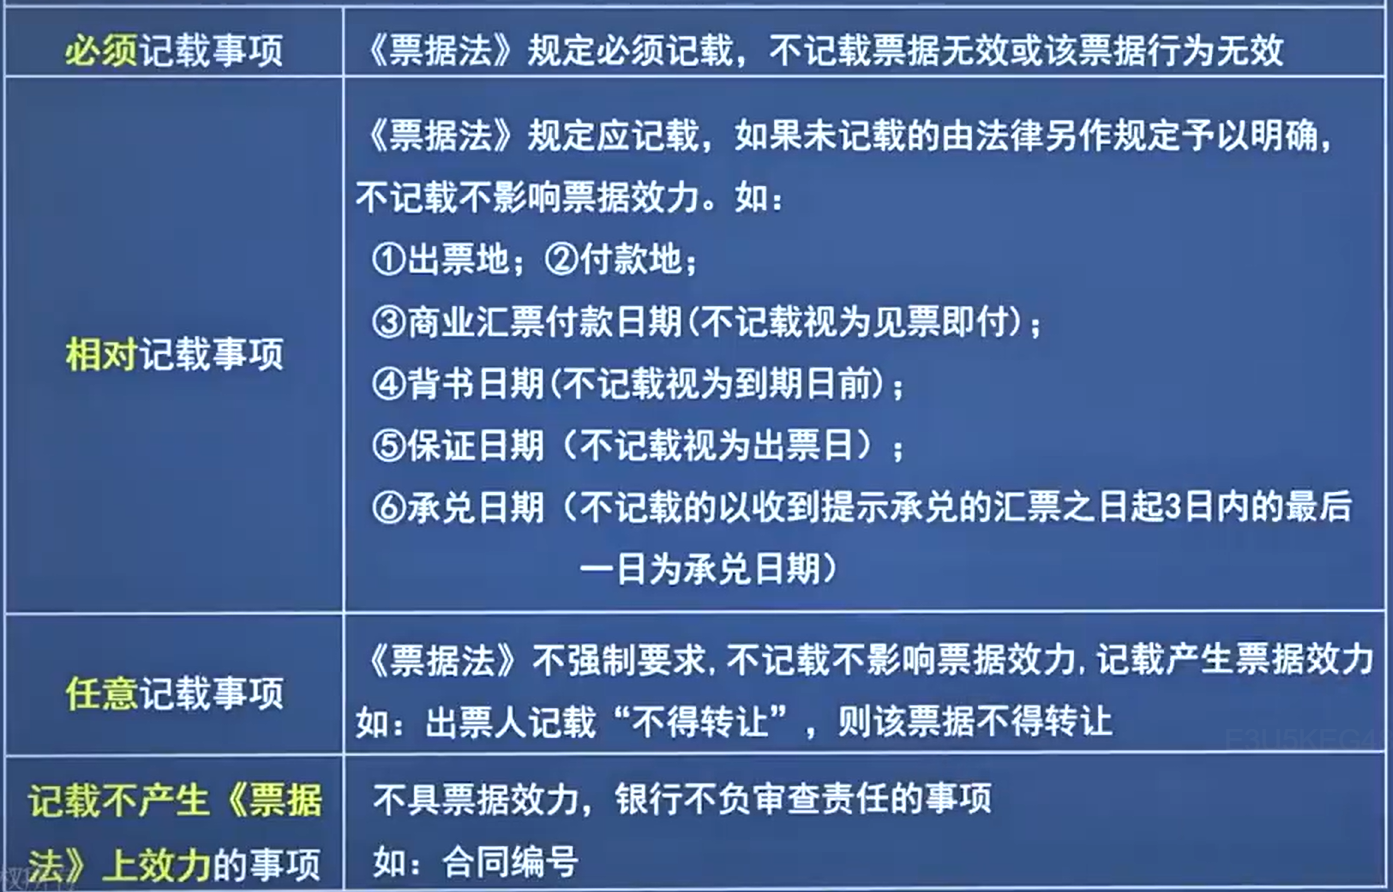 必须记载事项
《票据法》规定必须记载，不记载票据无效或该票据行为无效
相对记载事项
《票据法》规定应记载，如果未记载的由法律另作规定予以明确，
不记载不影响票据效力。如：
①出票地；②付款地；
③商业汇票付款日期(不记载视为见票即付)；
④背书日期(不记载视为到期日前)；
⑤保证日期（不记载视为出票日）；
⑥承兑日期（不记载的以收到提示承兑的汇票之日起3日内的最后
一日为承兑日期）
任意记载事项
《票据法》不强制要求,不记载不影响票据效力,记载产生票据效力
如：出票人记载“不得转让”，则该票据不得转让
记载不产生《票据
法》上效力的事项
不具票据效力，银行不负审查责任的事项
如：合同编号